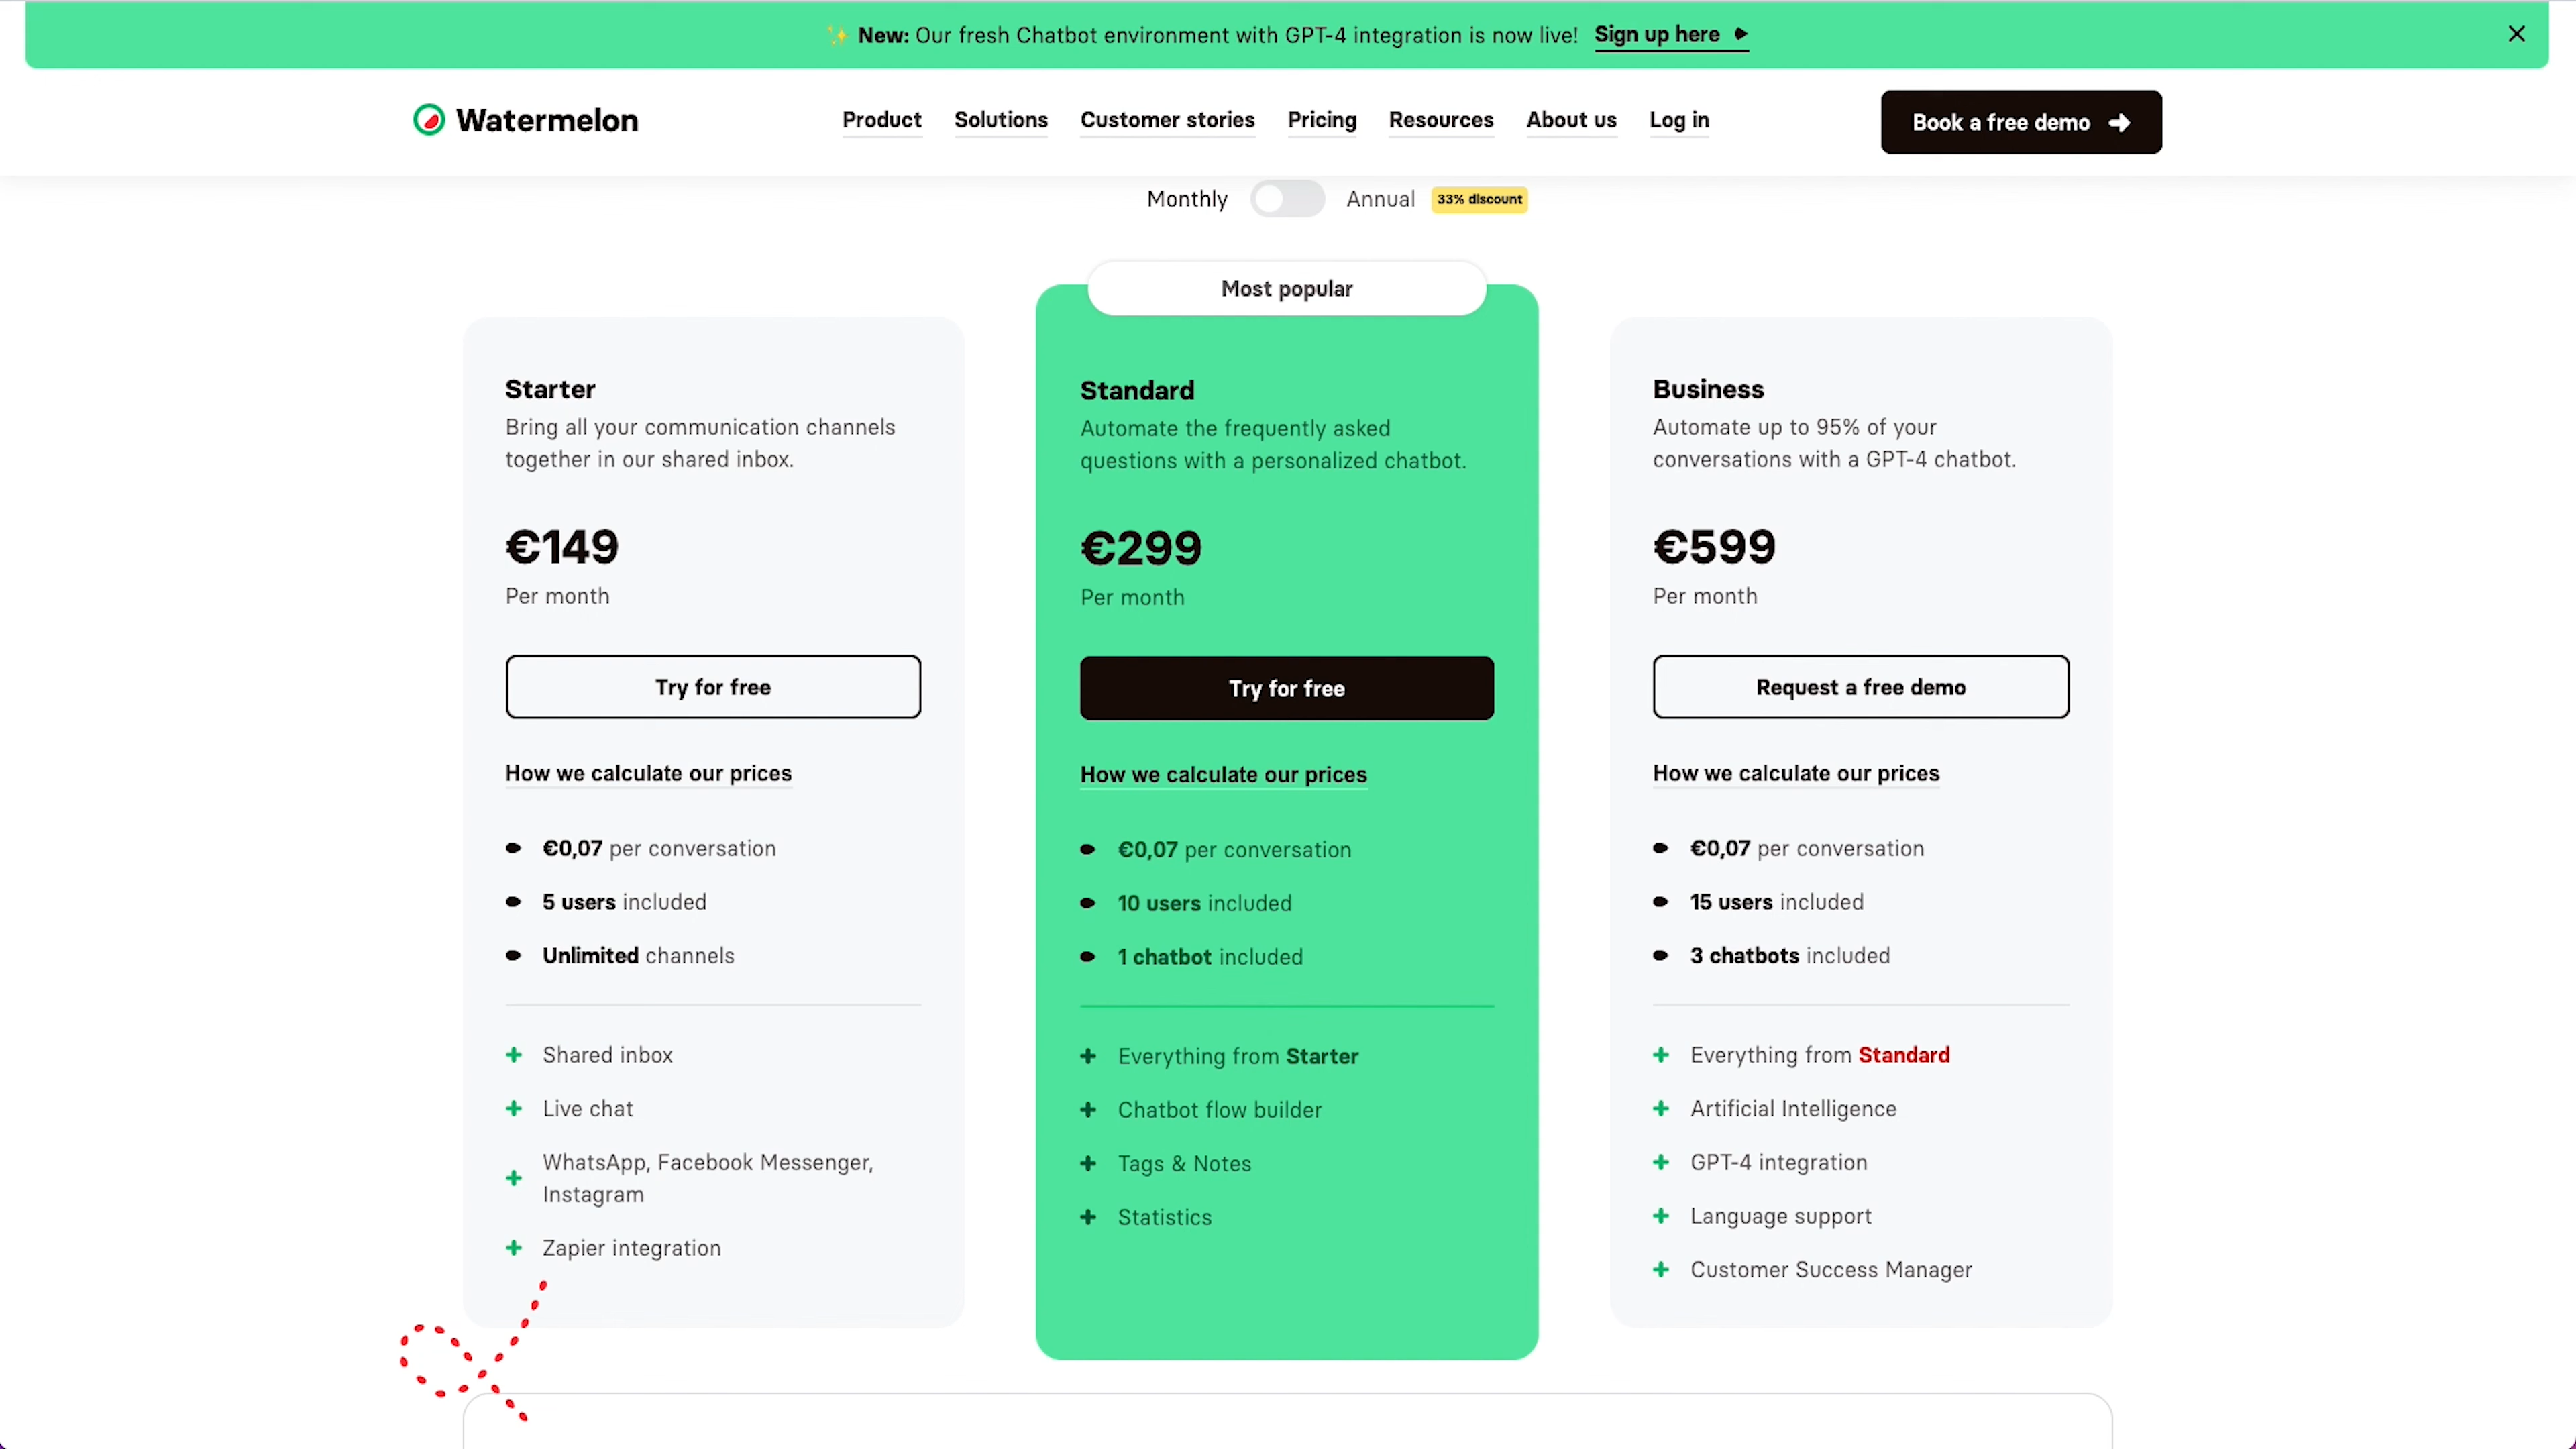 ✨ New: Our fresh Chatbot environment with GPT-4 integration is now live! Sign up here
Watermelon
Product Solutions Customer stories Pricing Resources About us Log in
Book a free demo
Monthly Annual 33% discount
Most popular
Starter
Bring all your communication channels
together in our shared inbox.
€149
Per month
Try for free
How we calculate our prices
€0,07 per conversation
5 users included
Unlimited channels
Shared inbox
Live chat
WhatsApp, Facebook Messenger,
Instagram
Zapier integration
Standard
Automate the frequently asked
questions with a personalized chatbot.
€299
Per month
Try for free
How we calculate our prices
€0,07 per conversation
10 users included
1 chatbot included
Everything from Starter
Chatbot flow builder
Tags & Notes
Statistics
Business
Automate up to 95% of your
conversations with a GPT-4 chatbot.
€599
Per month
Request a free demo
How we calculate our prices
€0,07 per conversation
15 users included
3 chatbots included
Everything from Standard
Artificial Intelligence
GPT-4 integration
Language support
Customer Success Manager